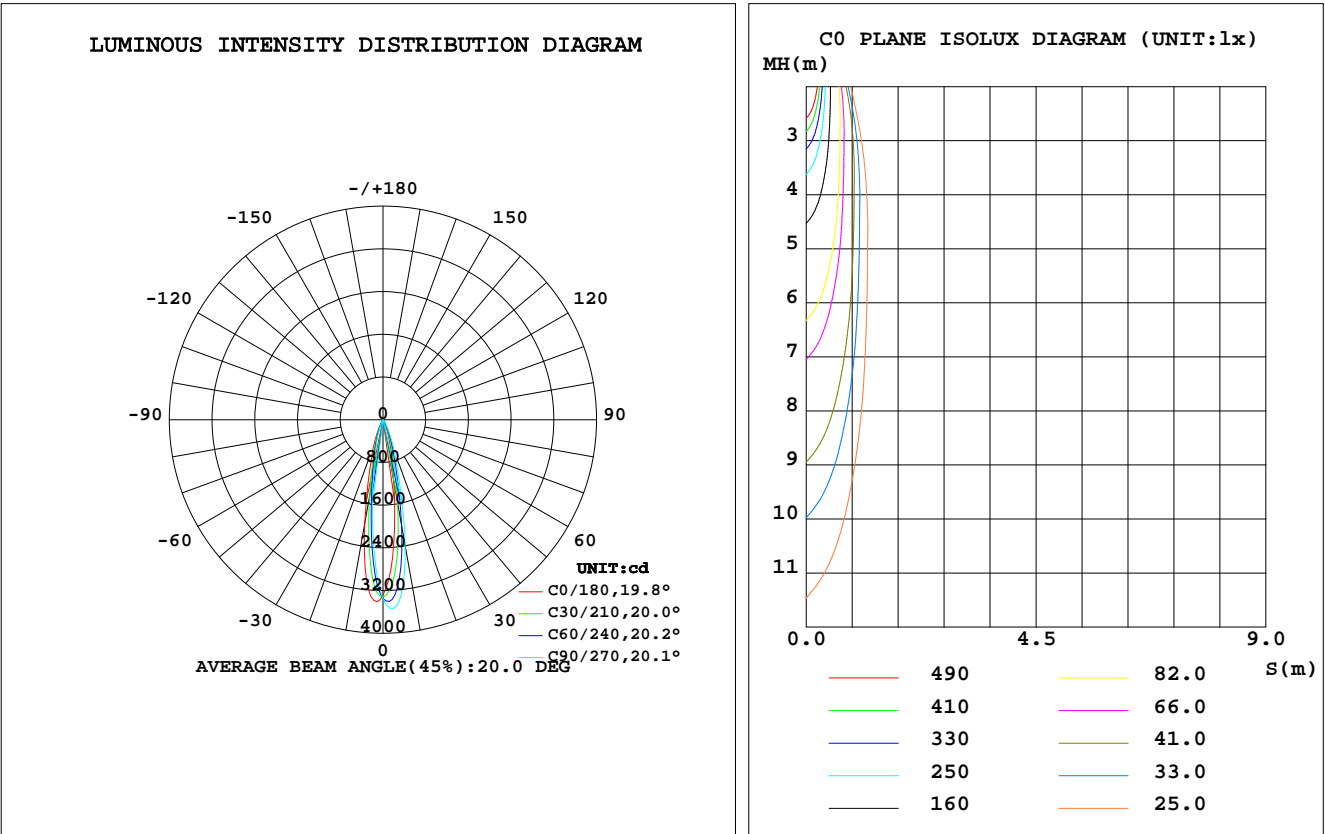 LUMINOUS INTENSITY DISTRIBUTION DIAGRAM
-/+180
-150 150
-120 120
-90 90
-60 60
-30 30
0
0
800
1600
2400
3200
4000
UNIT:cd
C0/180,19.8°
C30/210,20.0°
C60/240,20.2°
C90/270,20.1°
AVERAGE BEAM ANGLE(45%):20.0 DEG
C0 PLANE ISOLUX DIAGRAM (UNIT:lx)
MH(m)
3
4
5
6
7
8
9
10
11
0.0 4.5 9.0
S(m)
490 82.0
410 66.0
330 41.0
250 33.0
160 25.0